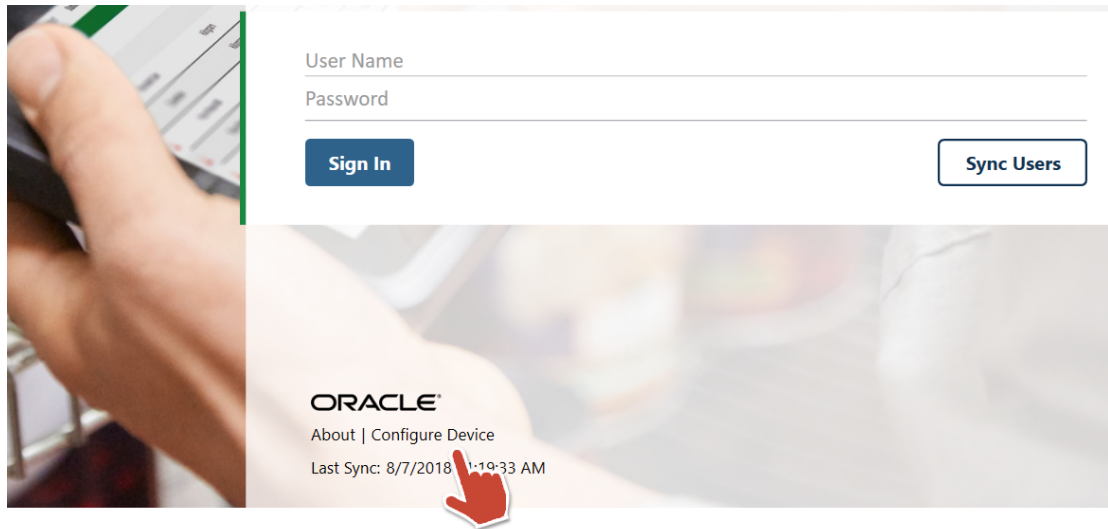 User Name
Password
Sign In
Sync Users
ORACLE®
About | Configure Device
Last Sync: 8/7/2018 :19:33 AM